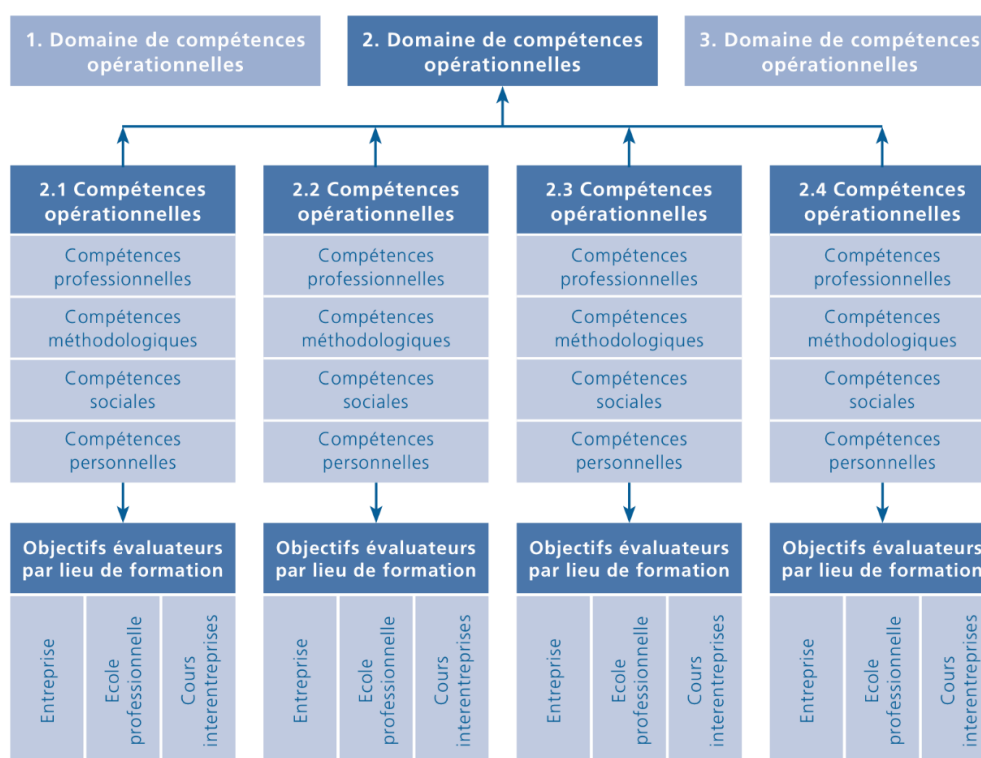 1. Domaine de compétences
opérationnelles
2. Domaine de compétences
opérationnelles
3. Domaine de compétences
opérationnelles
2.1 Compétences
opérationnelles
Compétences
professionnelles
Compétences
méthodologiques
Compétences
sociales
Compétences
personnelles
Objectifs évaluateurs
par lieu de formation
Entreprise
Ecole
professionnelle
Cours
interentreprises
2.2 Compétences
opérationnelles
Compétences
professionnelles
Compétences
méthodologiques
Compétences
sociales
Compétences
personnelles
Objectifs évaluateurs
par lieu de formation
Entreprise
Ecole
professionnelle
Cours
interentreprises
2.3 Compétences
opérationnelles
Compétences
professionnelles
Compétences
méthodologiques
Compétences
sociales
Compétences
personnelles
Objectifs évaluateurs
par lieu de formation
Entreprise
Ecole
professionnelle
Cours
interentreprises
2.4 Compétences
opérationnelles
Compétences
professionnelles
Compétences
méthodologiques
Compétences
sociales
Compétences
personnelles
Objectifs évaluateurs
par lieu de formation
Entreprise
Ecole
professionnelle
Cours
interentreprises